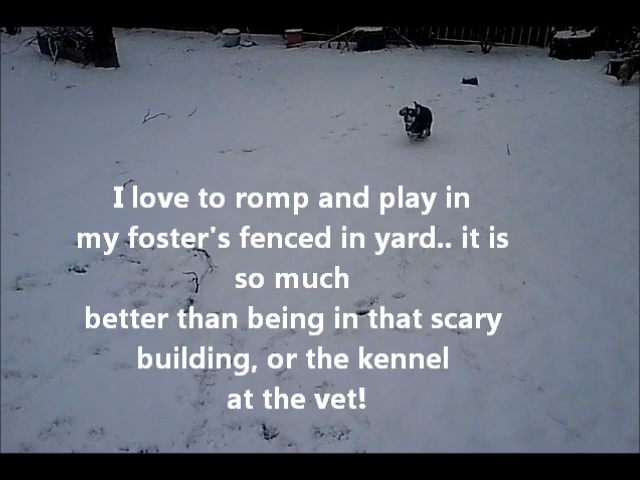 I love to romp and play in
my foster's fenced in yard.. it is
so much
better than being in that scary
building, or the kennel
at the vet!